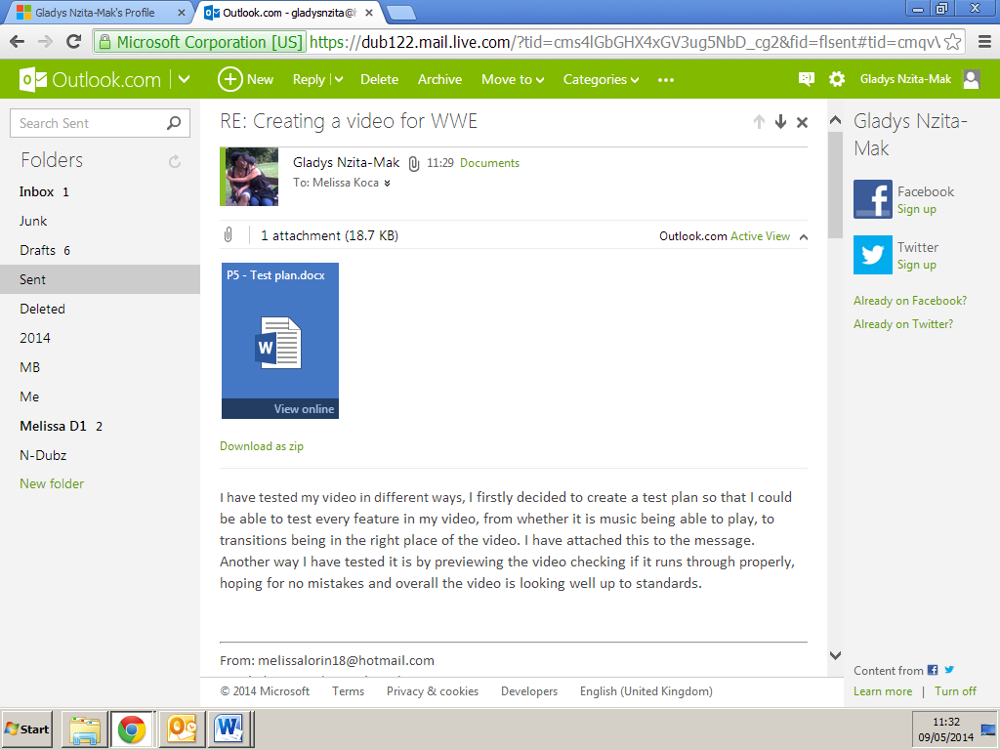 Gladys Nzita-Mak's Profile
Outlook.com - gladysnzita@
Microsoft Corporation [US] https://dub122.mail.live.com/?tid=cms4lGbGHX4xGV3ug5NbD_cg2&fid=flsent#tid=cmqv
Outlook.com
New Reply Delete Archive Move to Categories ••• Gladys Nzita-Mak
Search Sent
Folders
Inbox 1
Junk
Drafts 6
Sent
Deleted
2014
MB
Me
Melissa D1 2
N-Dubz
New folder
RE: Creating a video for WWE
Gladys Nzita-Mak 11:29 Documents
To: Melissa Koca
1 attachment (18.7 KB) Outlook.com Active View
P5 - Test plan.docx
W
View online
Download as zip
I have tested my video in different ways, I firstly decided to create a test plan so that I could
be able to test every feature in my video, from whether it is music being able to play, to
transitions being in the right place of the video. I have attached this to the message.
Another way I have tested it is by previewing the video checking if it runs through properly,
hoping for no mistakes and overall the video is looking well up to standards.
From: melissalorin18@hotmail.com
© 2014 Microsoft Terms Privacy & cookies Developers English (United Kingdom)
Gladys Nzita-
Mak
Facebook
Sign up
Twitter
Sign up
Already on Facebook?
Already on Twitter?
Content from
Learn more | Turn off
Start
11:32
09/05/2014